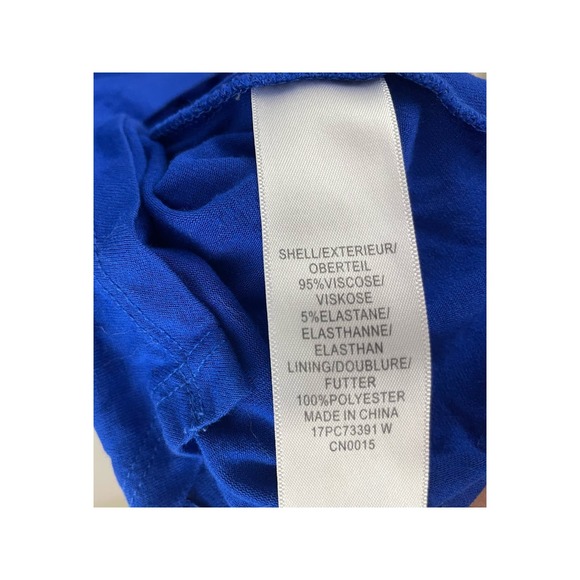 SHELL/EXTERIEUR/
OBERTEIL
95%VISCOSE/
VISKOSE
5%ELASTANE/
ELASTHANNE/
ELASTHAN
LINING/DOUBLURE/
FUTTER
100%POLYESTER
MADE IN CHINA
17PC73391 W
CN0015